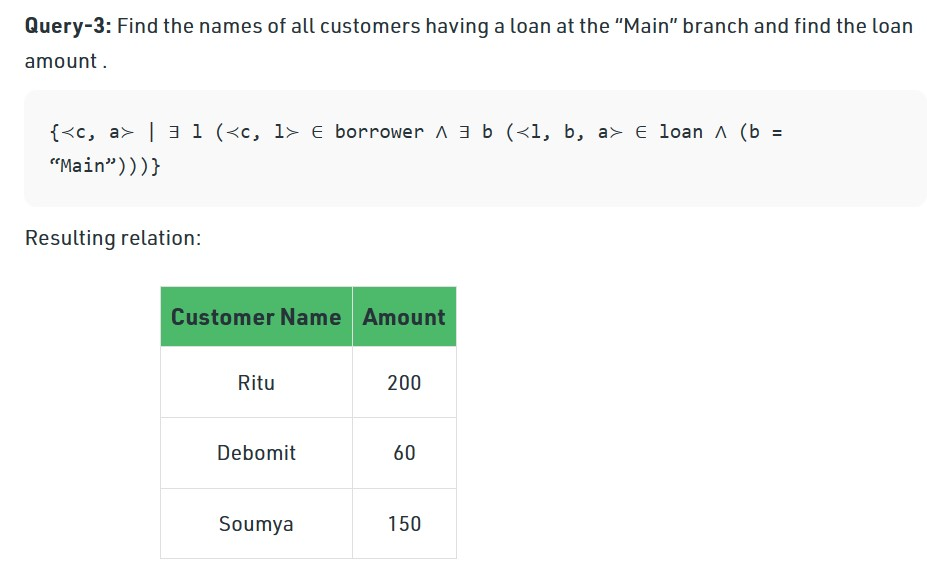 Query-3: Find the names of all customers having a loan at the “Main” branch and find the loan
amount .
{≺c, a≻ | ∃ l (≺c, l≻ ∈ borrower ∧ ∃ b (≺l, b, a≻ ∈ loan ∧ (b =
“Main”)))}
Resulting relation:
Customer Name Amount
Ritu 200
Debomit 60
Soumya 150